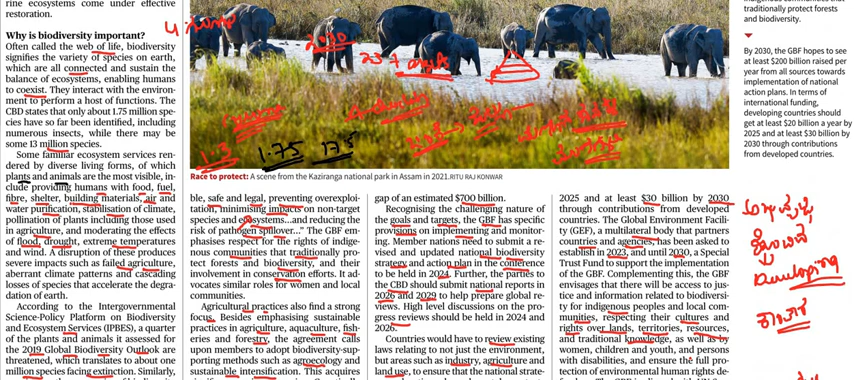 rine ecosystems come under effective
restoration.
Why is biodiversity important?
Often called the web of life, biodiversity
signifies the variety of species on earth,
which are all connected and sustain the
balance of ecosystems, enabling humans
to coexist. They interact with the environ-
ment to perform a host of functions. The
CBD states that only about 1.75 million spe-
cies have so far been identified, including
numerous insects, while there may be
some 13 million species.
Some familiar ecosystem services ren-
dered by diverse living forms, of which
plants and animals are the most visible, in-
clude providing humans with food, fuel,
fibre, shelter, building materials, air and
water purification, stabilisation of climate,
pollination of plants including those used
in agriculture, and moderating the effects
of flood, drought, extreme temperatures
and wind. A disruption of these produces
severe impacts such as failed agriculture,
aberrant climate patterns and cascading
losses of species that accelerate the degra-
dation of earth.
According to the Intergovernmental
Science-Policy Platform on Biodiversity
and Ecosystem Services (IPBES), a quarter
of the plants and animals it assessed for
the 2019 Global Biodiversity Outlook are
threatened, which translates to about one
million species facing extinction. Similarly,
2030
1.3
1.75
175
Race to protect: A scene from the Kaziranga national park in Assam in 2021. RITU RAJ KONWAR
ble, safe and legal, preventing overexploi-
tation, minimising impacts on non-target
species and ecosystems...and reducing the
risk of pathogen spillover..." The GBF em-
phasises respect for the rights of indige-
nous communities that traditionally pro-
tect forests and biodiversity, and their
involvement in conservation efforts. It ad-
vocates similar roles for women and local
communities.
Agricultural practices also find a strong
focus. Besides emphasising sustainable
practices in agriculture, aquaculture, fish-
eries and forestry, the agreement calls
upon members to adopt biodiversity-sup-
porting methods such as agroecology and
sustainable intensification. This acquires
gap of an estimated $700 billion.
Recognising the challenging nature of
the goals and targets, the GBF has specific
provisions on implementing and monitor-
ing. Member nations need to submit a re-
vised and updated national biodiversity
strategy and action plan in the conference
to be held in 2024. Further, the parties to
the CBD should submit national reports in
2026 and 2029 to help prepare global re-
views. High level discussions on the pro-
gress reviews should be held in 2024 and
2026.
Countries would have to review existing
laws relating to not just the environment,
but areas such as industry, agriculture and
land use, to ensure that the national strate-
2025 and at least $30 billion by 2030
through contributions from developed
countries. The Global Environment Facili-
ty (GEF), a multilateral body that partners
countries and agencies, has been asked to
establish in 2023, and until 2030, a Special
Trust Fund to support the implementation
of the GBF. Complementing this, the GBF
envisages that there will be access to jus-
tice and information related to biodiversi-
ty for indigenous peoples and local com-
munities, respecting their cultures and
rights over lands, territories, resources,
and traditional knowledge, as well as by
women, children and youth, and persons
with disabilities, and ensure the full pro-
tection of environmental human rights de-
traditionally protect forests
and biodiversity.
By 2030, the GBF hopes to see
at least $200 billion raised per
year from all sources towards
implementation of national
action plans. In terms of
international funding,
developing countries should
get at least $20 billion a year by
2025 and at least $30 billion by
2030 through contributions
from developed countries.
Developing